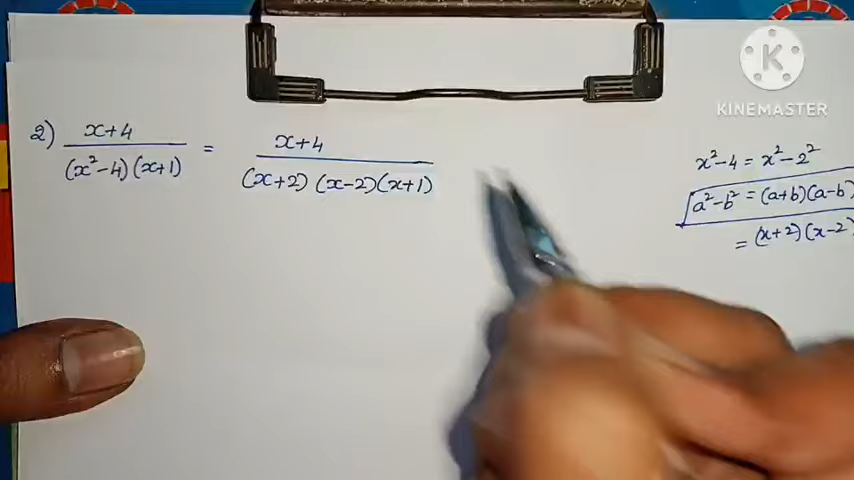 2) x+4 / (x²-4)(x+1) = x+4 / (x+2)(x-2)(x+1)
x²-4 = x²-2²
a²-b² = (a+b)(a-b)
= (x+2)(x-2)
K
KINEMASTER